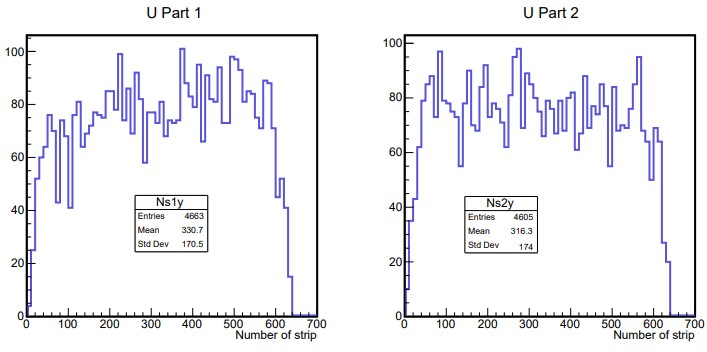 U Part 1
100
80
60
40
20
0
0 100 200 300 400 500 600 700
Number of strip
Ns1y
Entries 4663
Mean 330.7
Std Dev 170.5
U Part 2
100
80
60
40
20
0
0 100 200 300 400 500 600 700
Number of strip
Ns2y
Entries 4605
Mean 316.3
Std Dev 174